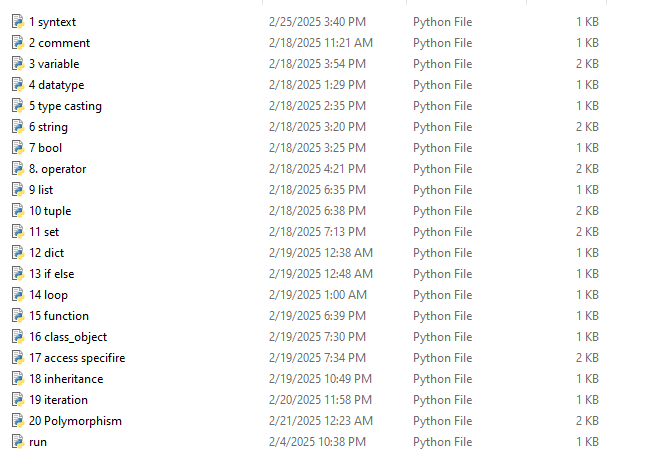 1 syntext 2/25/2025 3:40 PM Python File 1 KB
2 comment 2/18/2025 11:21 AM Python File 1 KB
3 variable 2/18/2025 3:54 PM Python File 2 KB
4 datatype 2/18/2025 1:29 PM Python File 1 KB
5 type casting 2/18/2025 2:35 PM Python File 1 KB
6 string 2/18/2025 3:20 PM Python File 2 KB
7 bool 2/18/2025 3:25 PM Python File 1 KB
8. operator 2/18/2025 4:21 PM Python File 2 KB
9 list 2/18/2025 6:35 PM Python File 1 KB
10 tuple 2/18/2025 6:38 PM Python File 2 KB
11 set 2/18/2025 7:13 PM Python File 2 KB
12 dict 2/19/2025 12:38 AM Python File 1 KB
13 if else 2/19/2025 12:48 AM Python File 1 KB
14 loop 2/19/2025 1:00 AM Python File 1 KB
15 function 2/19/2025 6:39 PM Python File 1 KB
16 class_object 2/19/2025 7:30 PM Python File 1 KB
17 access specifire 2/19/2025 7:34 PM Python File 2 KB
18 inheritance 2/19/2025 10:49 PM Python File 1 KB
19 iteration 2/20/2025 11:58 PM Python File 1 KB
20 Polymorphism 2/21/2025 12:23 AM Python File 2 KB
run 2/4/2025 10:38 PM Python File 1 KB